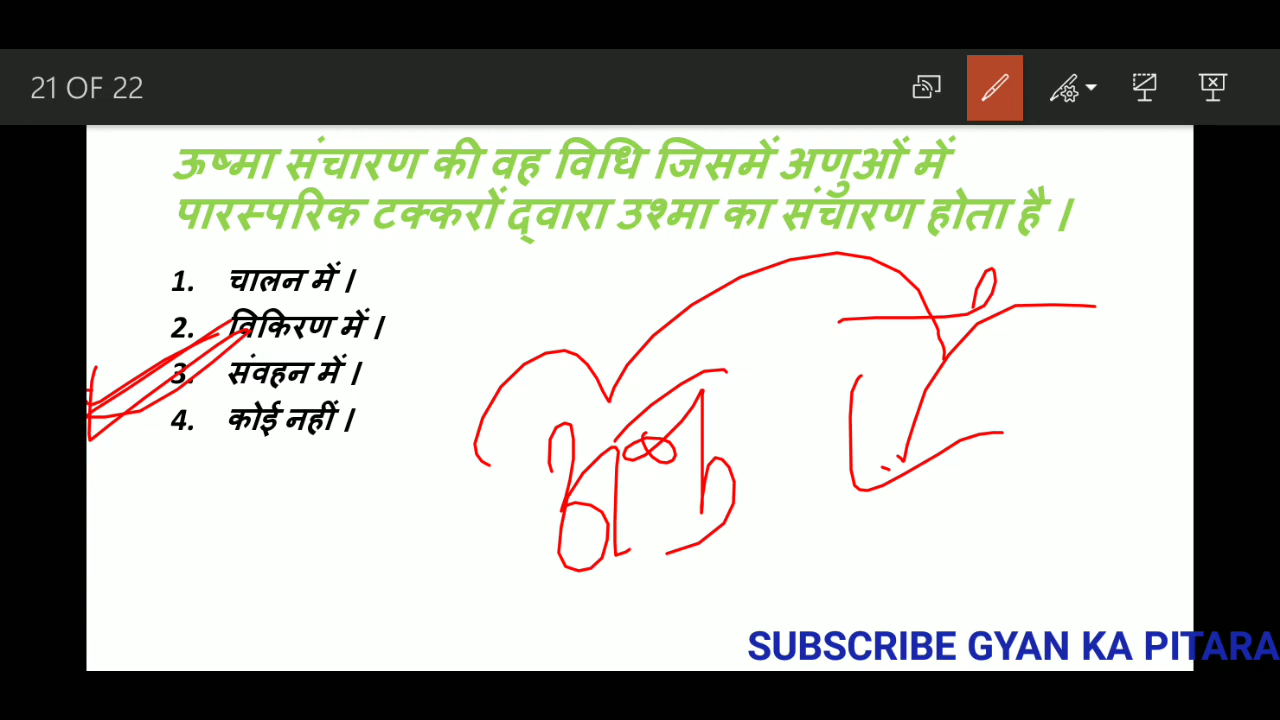 21 OF 22
ऊष्मा संचारण की वह विधि जिसमें अणुओं में
पारस्परिक टक्करों द्वारा उश्मा का संचारण होता है ।
1. चालन में ।
2. विकिरण में ।
3. संवहन में ।
4. कोई नहीं ।
SUBSCRIBE GYAN KA PITARA